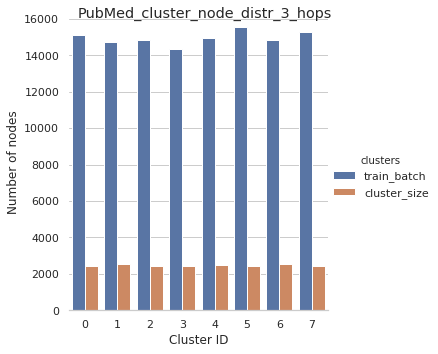 PubMed_cluster_node_distr_3_hops
16000
14000
12000
10000
8000
6000
4000
2000
0
Number of nodes
0 1 2 3 4 5 6 7
Cluster ID
clusters
train_batch
cluster_size